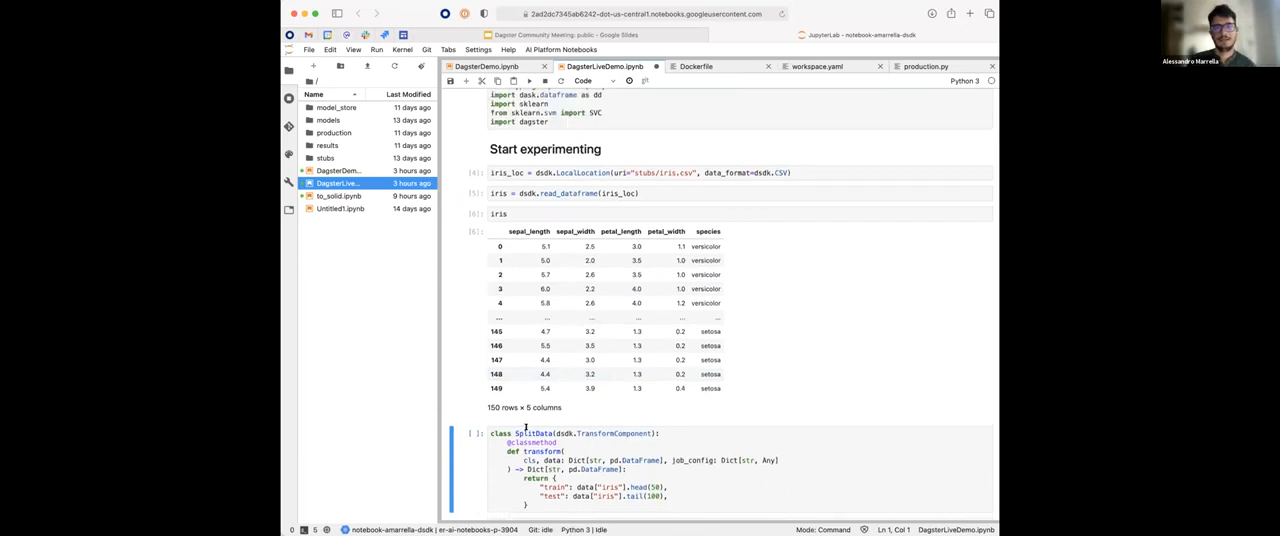 2ad2dc7345ab6242-dot-us-central1.notebooks.googleusercontent.com
Dagster Community Meeting: public - Google Slides
JupyterLab - notebook-amarrella-dsdk
File Edit View Run Kernel Git Tabs Settings Help AI Platform Notebooks
DagsterDemo.ipynb
DagsterLiveDemo.ipynb
Dockerfile
workspace.yaml
production.py
Code
Python 3
/
Name Last Modified
model_store 11 days ago
models 13 days ago
production 11 days ago
results 11 days ago
stubs 13 days ago
DagsterDem... 3 hours ago
DagsterLive... 3 hours ago
to_solid.ipynb 9 hours ago
Untitled1.ipynb 14 days ago
import dask.dataframe as dd
import sklearn
from sklearn.svm import SVC
import dagster
Start experimenting
[4]: iris_loc = dsdk.LocalLocation(uri="stubs/iris.csv", data_format=dsdk.CSV)
[5]: iris = dsdk.read_dataframe(iris_loc)
[6]: iris
[6]: sepal_length sepal_width petal_length petal_width species
0 5.1 2.5 3.0 1.1 versicolor
1 5.0 2.0 3.5 1.0 versicolor
2 5.7 2.6 3.5 1.0 versicolor
3 6.0 2.2 4.0 1.0 versicolor
4 5.8 2.6 4.0 1.2 versicolor
... ... ... ... ... ...
145 4.7 3.2 1.3 0.2 setosa
146 5.5 3.5 1.3 0.2 setosa
147 4.4 3.0 1.3 0.2 setosa
148 4.4 3.2 1.3 0.2 setosa
149 5.4 3.9 1.3 0.4 setosa
150 rows × 5 columns
[ ]: class SplitData(dsdk.TransformComponent):
@classmethod
def transform(
cls, data: Dict[str, pd.DataFrame], job_config: Dict[str, Any]
) -> Dict[str, pd.DataFrame]:
return {
"train": data["iris"].head(50),
"test": data["iris"].tail(100),
}
0 5 notebook-amarrella-dsdk | er-ai-notebooks-p-3904 Git: idle Python 3 | Idle Mode: Command Ln 1, Col 1 DagsterLiveDemo.ipynb
Alessandro Marrella